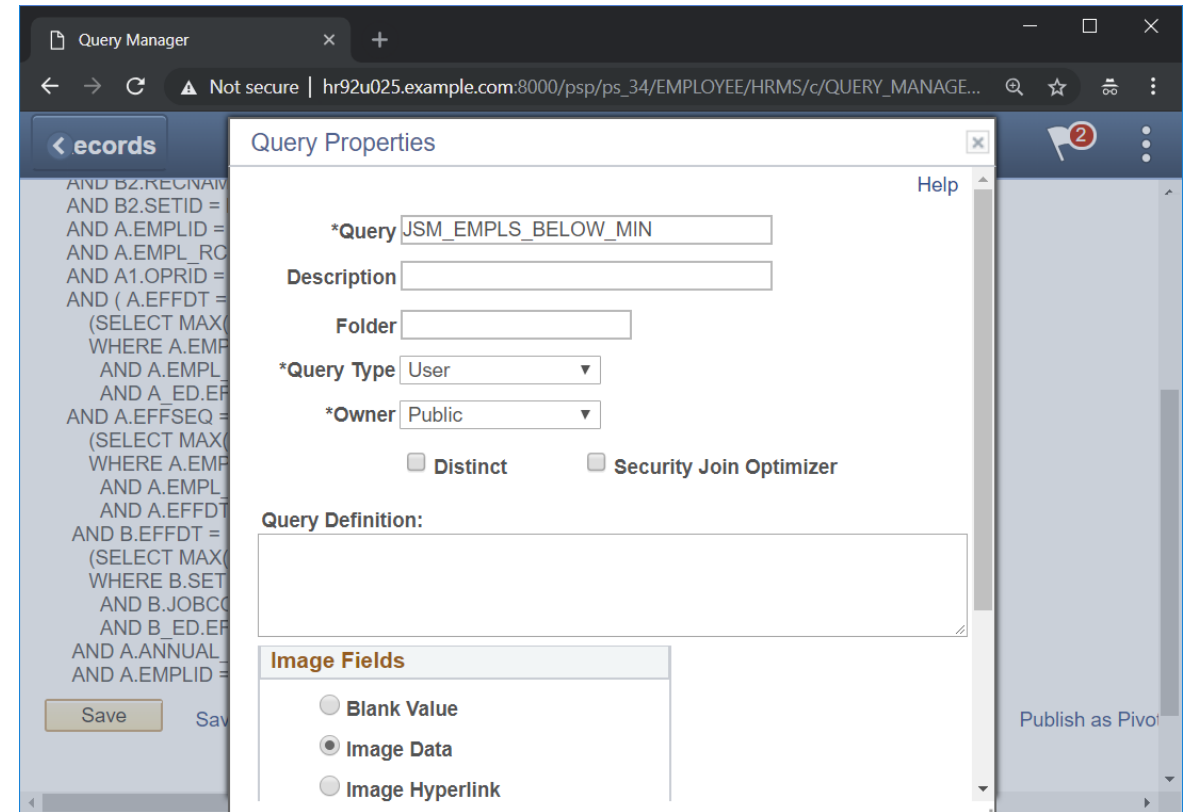 Query Manager
Not secure | hr92u025.example.com:8000/psp/ps_34/EMPLOYEE/HRMS/c/QUERY_MANAGE...
ecords
2
Query Properties
Help
*Query JSM_EMPLS_BELOW_MIN
Description
Folder
*Query Type User
*Owner Public
Distinct Security Join Optimizer
Query Definition:
Image Fields
Blank Value
Image Data
Image Hyperlink
AND B2.RECNAM
AND B2.SETID =
AND A.EMPLID =
AND A.EMPL_RC
AND A1.OPRID =
AND ( A.EFFDT =
(SELECT MAX(
WHERE A.EMP
AND A.EMPL_
AND A_ED.EF
AND A.EFFSEQ =
(SELECT MAX(
WHERE A.EMP
AND A.EMPL_
AND A.EFFDT
AND B.EFFDT =
(SELECT MAX(
WHERE B.SET
AND B.JOBCO
AND B_ED.EF
AND A.ANNUAL_
AND A.EMPLID =
Save Sav
Publish as Pivot